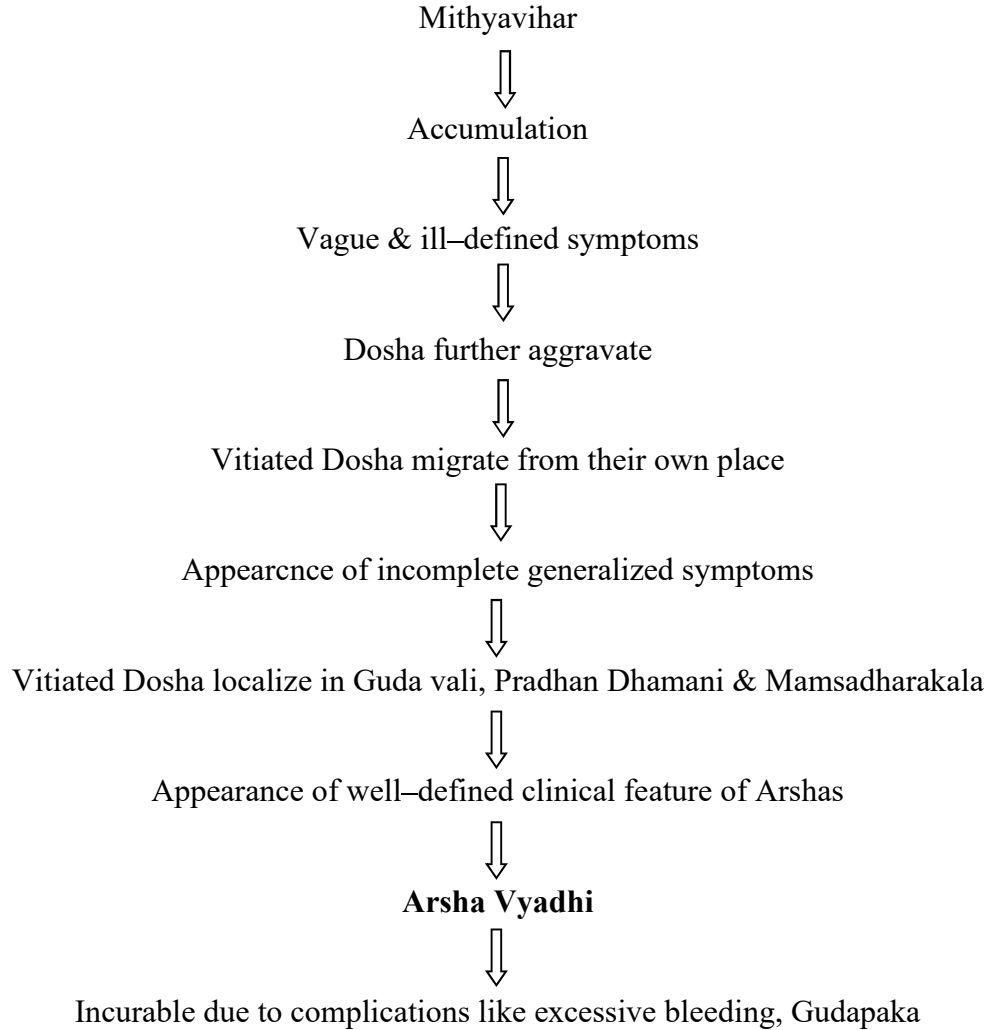 Mithyavihar
Accumulation
Vague & ill–defined symptoms
Dosha further aggravate
Vitiated Dosha migrate from their own place
Appearcnce of incomplete generalized symptoms
Vitiated Dosha localize in Guda vali, Pradhan Dhamani & Mamsadharakala
Appearance of well–defined clinical feature of Arshas
Arsha Vyadhi
Incurable due to complications like excessive bleeding, Gudapaka